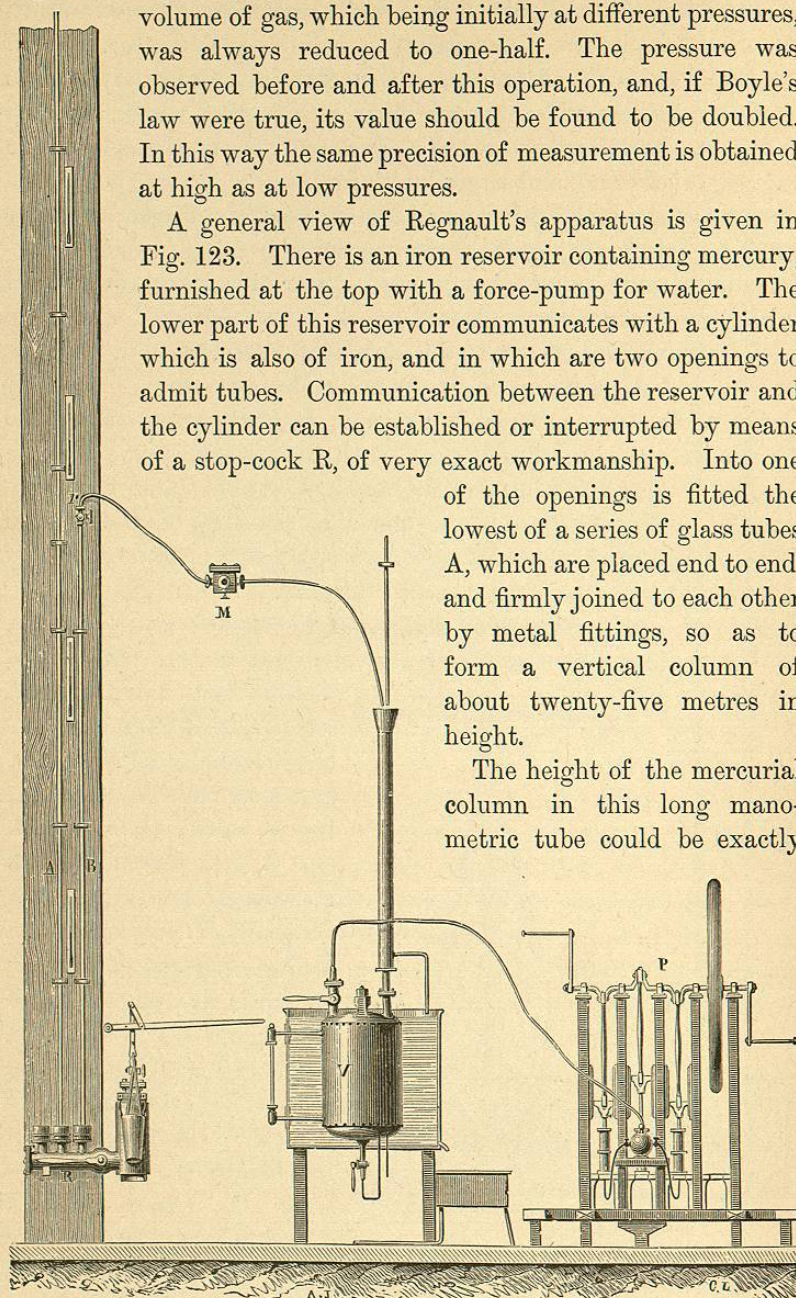 volume of gas, which being initially at different pressures,
was always reduced to one-half. The pressure was
observed before and after this operation, and, if Boyle's
law were true, its value should be found to be doubled.
In this way the same precision of measurement is obtained
at high as at low pressures.
A general view of Regnault's apparatus is given in
Fig. 123. There is an iron reservoir containing mercury
furnished at the top with a force-pump for water. The
lower part of this reservoir communicates with a cylinder
which is also of iron, and in which are two openings to
admit tubes. Communication between the reservoir and
the cylinder can be established or interrupted by means
of a stop-cock R, of very exact workmanship. Into one
of the openings is fitted the
lowest of a series of glass tubes
A, which are placed end to end
and firmly joined to each other
by metal fittings, so as to
form a vertical column of
about twenty-five metres in
height.
The height of the mercurial
column in this long mano-
metric tube could be exactly
r
M
A
B
P
V
R
A.J.
C.L.